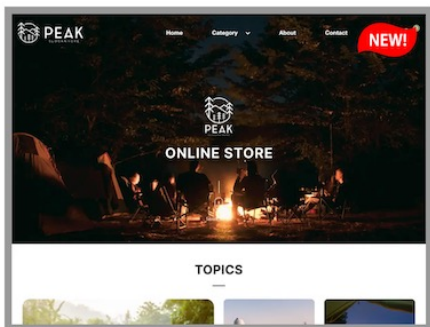 PEAK
Home Category About Contact
NEW!
PEAK
ONLINE STORE
TOPICS